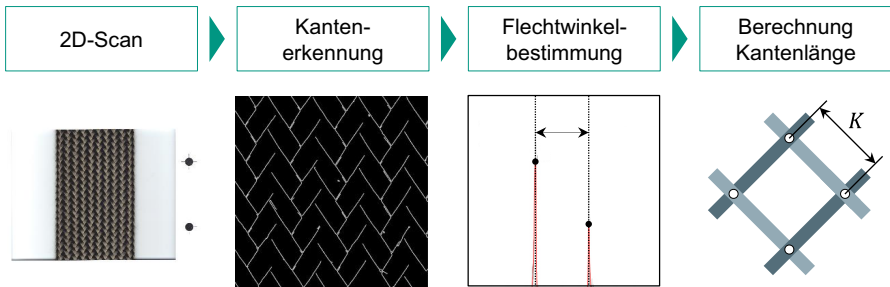 2D-Scan
Kanten-
erkennung
Flechtwinkel-
bestimmung
Berechnung
Kantenlänge
K